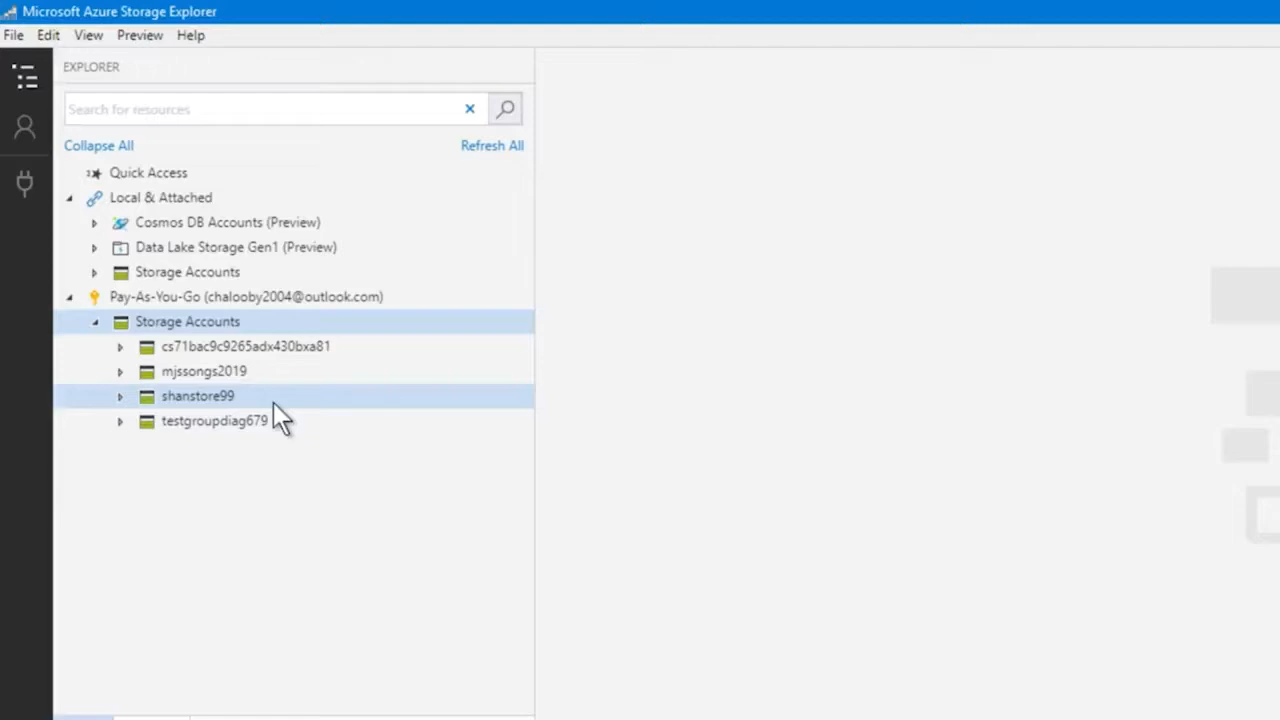 Microsoft Azure Storage Explorer
File Edit View Preview Help
EXPLORER
Search for resources
Collapse All Refresh All
Quick Access
Local & Attached
Cosmos DB Accounts (Preview)
Data Lake Storage Gen1 (Preview)
Storage Accounts
Pay-As-You-Go (chalooby2004@outlook.com)
Storage Accounts
cs71bac9c9265adx430bxa81
mjssongs2019
shanstore99
testgroupdiag679